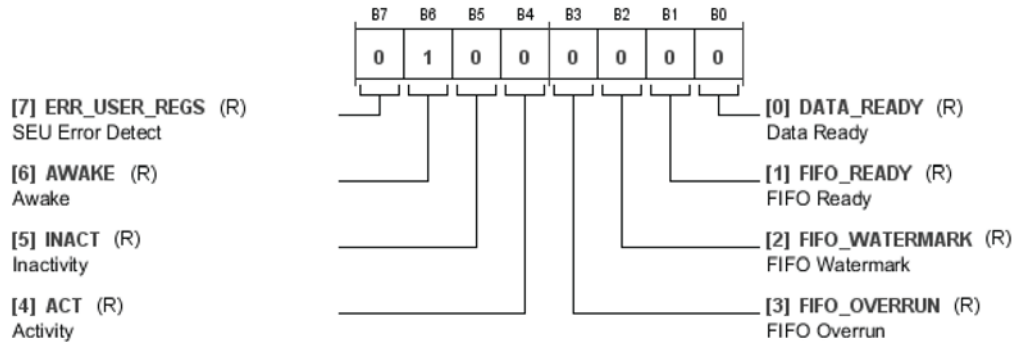 B7 B6 B5 B4 B3 B2 B1 B0
0 1 0 0 0 0 0 0
[7] ERR_USER_REGS (R)
SEU Error Detect
[6] AWAKE (R)
Awake
[5] INACT (R)
Inactivity
[4] ACT (R)
Activity
[0] DATA_READY (R)
Data Ready
[1] FIFO_READY (R)
FIFO Ready
[2] FIFO_WATERMARK (R)
FIFO Watermark
[3] FIFO_OVERRUN (R)
FIFO Overrun